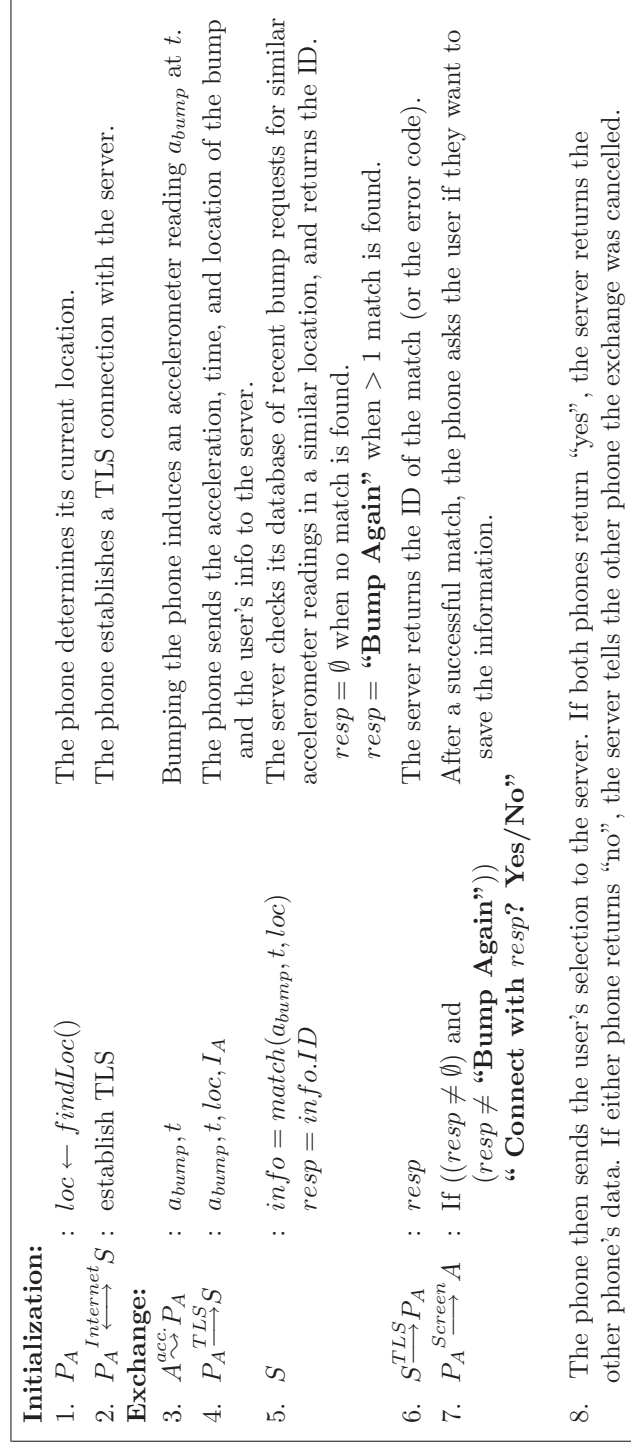 Initialization:
1. P_A : loc ← findLoc() The phone determines its current location.
2. P_A ⟷^{Internet} S : establish TLS The phone establishes a TLS connection with the server.
Exchange:
3. A ⇝^{acc.} P_A : a_{bump}, t Bumping the phone induces an accelerometer reading a_{bump} at t.
4. P_A ⟶^{TLS} S : a_{bump}, t, loc, I_A The phone sends the acceleration, time, and location of the bump
and the user's info to the server.
5. S : info = match(a_{bump}, t, loc) The server checks its database of recent bump requests for similar
resp = info.ID accelerometer readings in a similar location, and returns the ID.
resp = ∅ when no match is found.
resp = “Bump Again” when > 1 match is found.
6. S ⟶^{TLS} P_A : resp The server returns the ID of the match (or the error code).
7. P_A ⟶^{Screen} A : If ((resp ≠ ∅) and After a successful match, the phone asks the user if they want to
(resp ≠ “Bump Again”)) save the information.
“ Connect with resp? Yes/No”
8. The phone then sends the user's selection to the server. If both phones return “yes”, the server returns the
other phone's data. If either phone returns “no”, the server tells the other phone the exchange was cancelled.